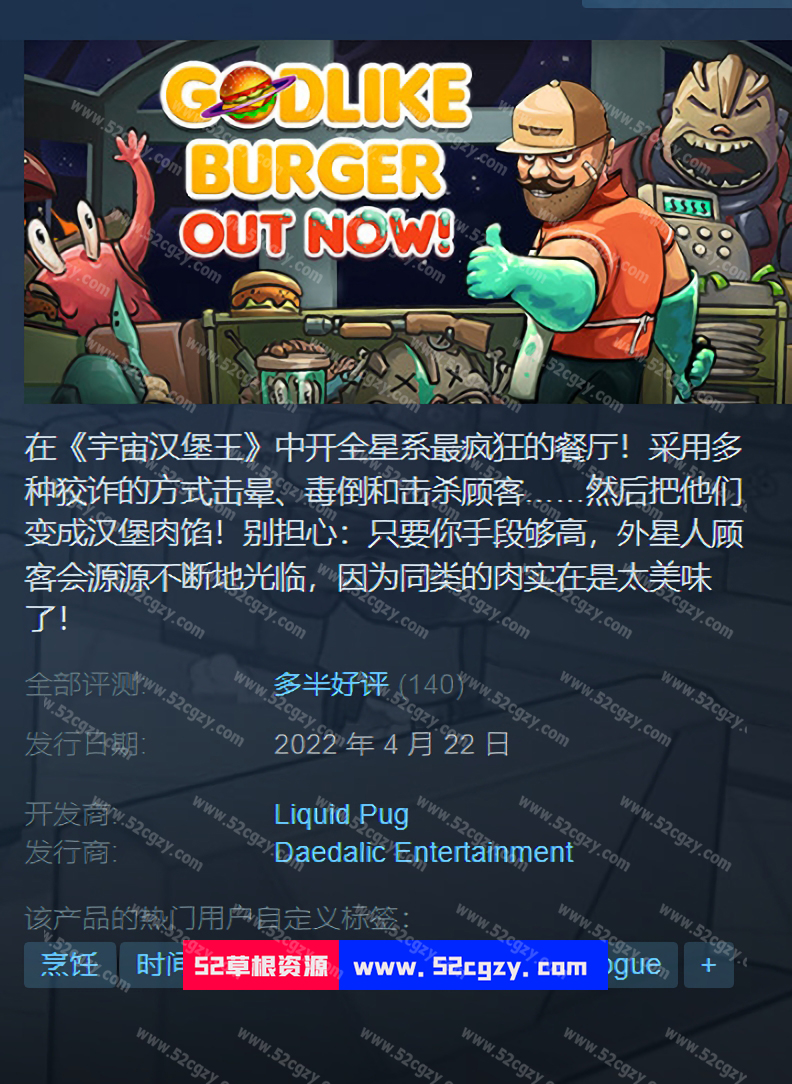 GODLIKE
BURGER
OUT NOW!
$$$$
在《宇宙汉堡王》中开全星系最疯狂的餐厅！采用多
种狡诈的方式击晕、毒倒和击杀顾客……然后把他们
变成汉堡肉馅！别担心：只要你手段够高，外星人顾
客会源源不断地光临，因为同类的肉实在是太美味
了！
全部评测: 多半好评 (140)
发行日期: 2022 年 4 月 22 日
开发商: Liquid Pug
发行商: Daedalic Entertainment
该产品的热门用户自定义标签：
烹饪 时间 ogue +
52草根资源 www.52cgzy.com
www.52cgzy.com